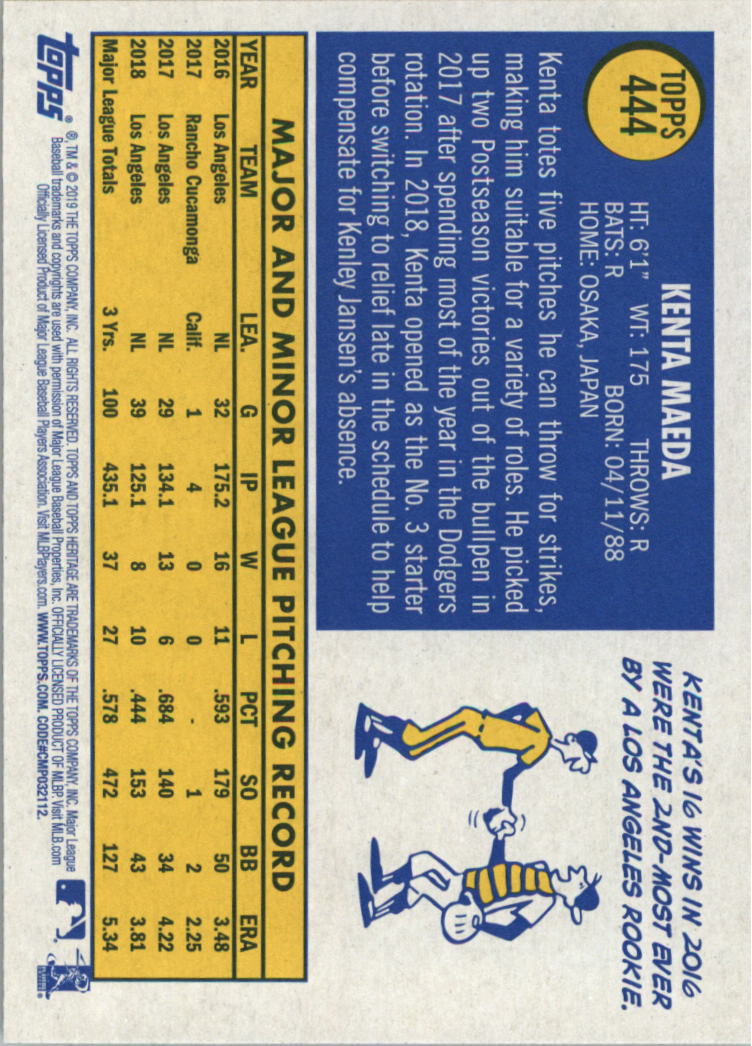 TOPPS
444
KENTA MAEDA
HT: 6'1" WT: 175 THROWS: R
BATS: R BORN: 04/11/88
HOME: OSAKA, JAPAN
Kenta totes five pitches he can throw for strikes,
making him suitable for a variety of roles. He picked
up two Postseason victories out of the bullpen in
2017 after spending most of the year in the Dodgers
rotation. In 2018, Kenta opened as the No. 3 starter
before switching to relief late in the schedule to help
compensate for Kenley Jansen's absence.
KENTA'S 16 WINS IN 2016
WERE THE 2ND-MOST EVER
BY A LOS ANGELES ROOKIE.
MAJOR AND MINOR LEAGUE PITCHING RECORD
YEAR TEAM LEA. G IP W L PCT SO BB ERA
2016 Los Angeles NL 32 175.2 16 11 .593 179 50 3.48
2017 Rancho Cucamonga Calif. 1 4 0 0 - 1 2 2.25
2017 Los Angeles NL 29 134.1 13 6 .684 140 34 4.22
2018 Los Angeles NL 39 125.1 8 10 .444 153 43 3.81
Major League Totals 3 Yrs. 100 435.1 37 27 .578 472 127 5.34
topps ®, TM & © 2019 THE TOPPS COMPANY, INC. ALL RIGHTS RESERVED. TOPPS AND TOPPS HERITAGE ARE TRADEMARKS OF THE TOPPS COMPANY, INC. Major League
Baseball trademarks and copyrights are used with permission of Major League Baseball Properties, Inc. OFFICIALLY LICENSED PRODUCT OF MLBP. Visit MLB.com
Officially Licensed Product of Major League Baseball Players Association. Visit MLBPlayers.com. WWW.TOPPS.COM. CODE#CMP032112.